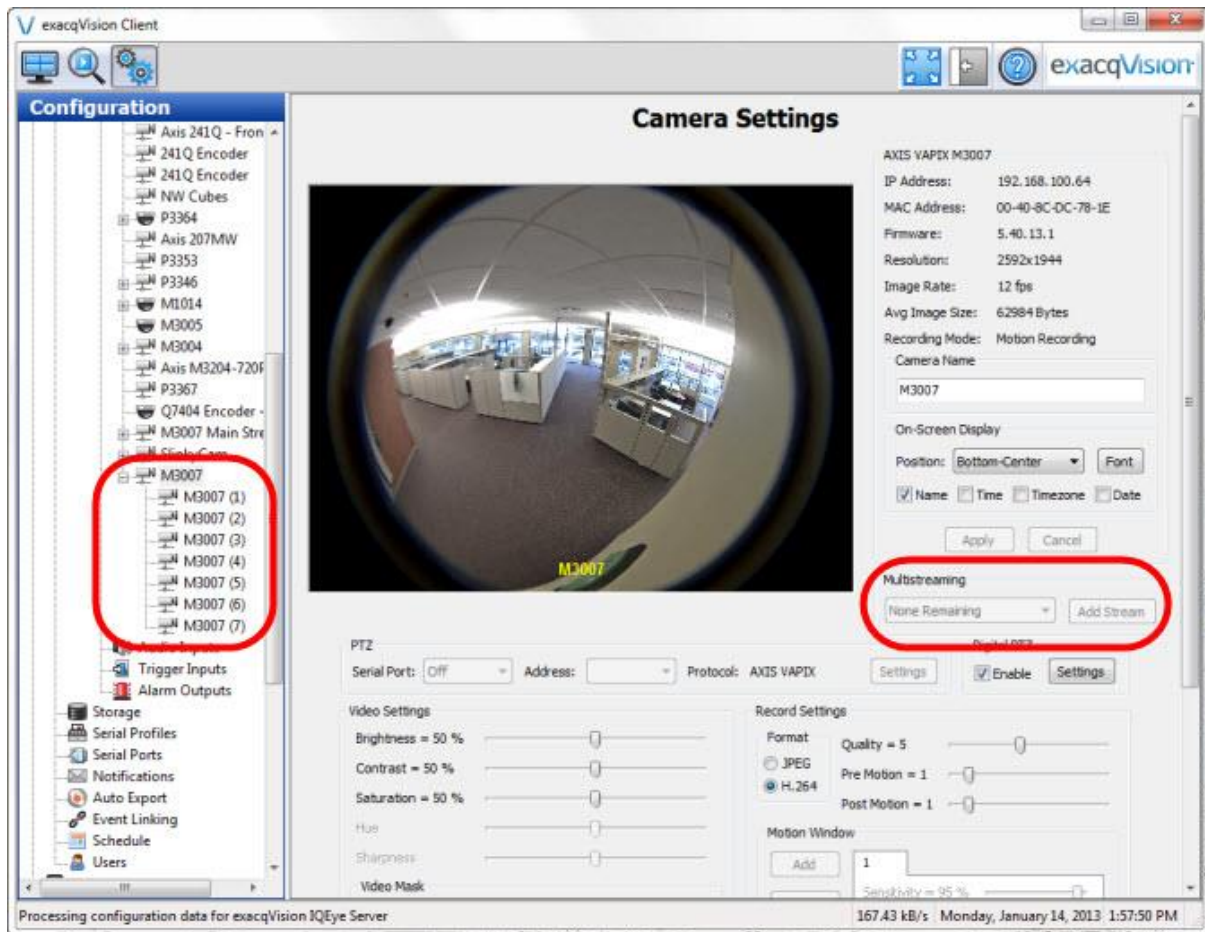 exacqVision Client
exacqVision
Configuration
Axis 241Q - Fron
241Q Encoder
241Q Encoder
NW Cubes
P3364
Axis 207MW
P3353
P3346
M1014
M3005
M3004
Axis M3204-720P
P3367
Q7404 Encoder -
M3007 Main Stre
SlinkyCam
M3007
M3007 (1)
M3007 (2)
M3007 (3)
M3007 (4)
M3007 (5)
M3007 (6)
M3007 (7)
Audio Inputs
Trigger Inputs
Alarm Outputs
Storage
Serial Profiles
Serial Ports
Notifications
Auto Export
Event Linking
Schedule
Users
Camera Settings
M3007
AXIS VAPIX M3007
IP Address: 192.168.100.64
MAC Address: 00-40-8C-DC-78-1E
Firmware: 5.40.13.1
Resolution: 2592x1944
Image Rate: 12 fps
Avg Image Size: 62984 Bytes
Recording Mode: Motion Recording
Camera Name
M3007
On-Screen Display
Position: Bottom-Center Font
Name Time Timezone Date
Apply Cancel
Multistreaming
None Remaining Add Stream
PTZ
Serial Port: Off Address: Protocol: AXIS VAPIX Settings
Digital PTZ
Enable Settings
Video Settings
Brightness = 50 %
Contrast = 50 %
Saturation = 50 %
Hue
Sharpness
Video Mask
Record Settings
Format
JPEG
H.264
Quality = 5
Pre Motion = 1
Post Motion = 1
Motion Window
Add
1
Sensitivity = 95 %
Processing configuration data for exacqVision IQEye Server
167.43 kB/s Monday, January 14, 2013 1:57:50 PM